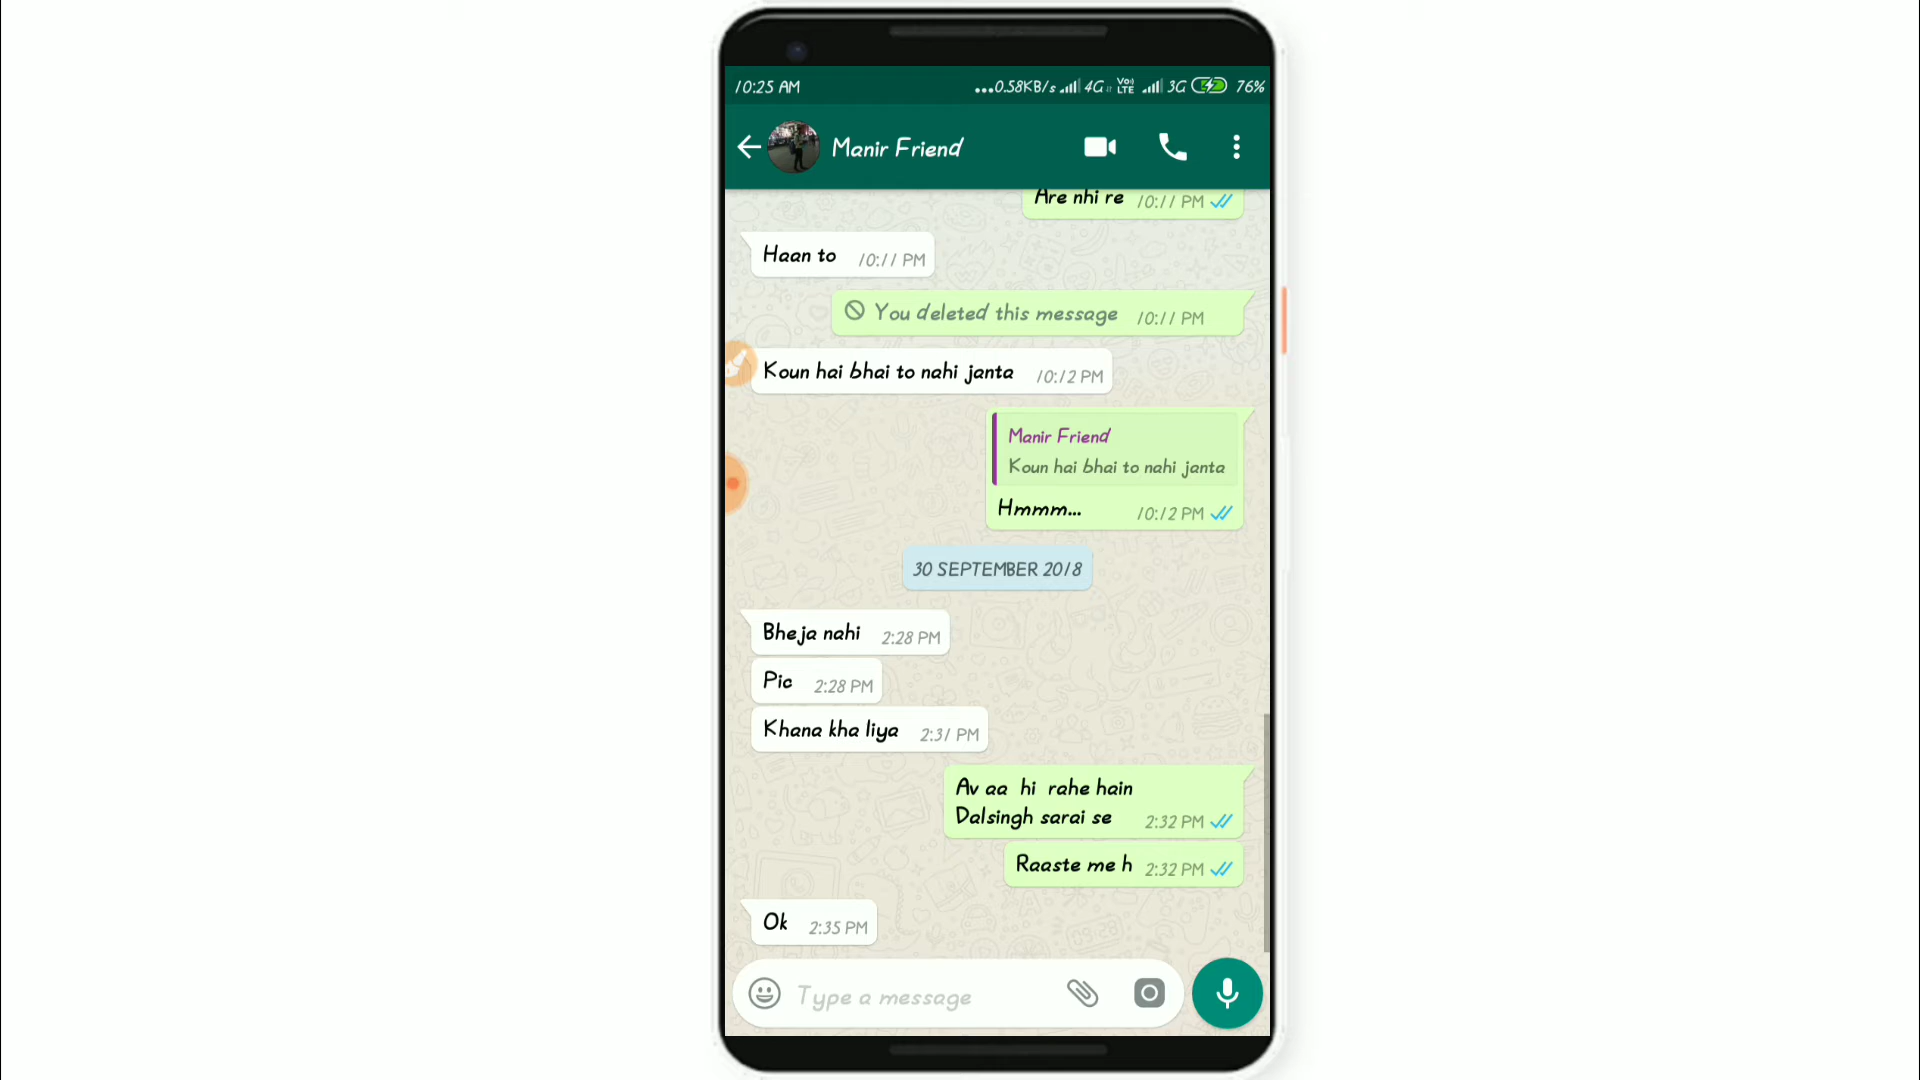 10:25 AM ...0.58KB/s 4G VoLTE 3G 76%
Manir Friend
Are nhi re 10:11 PM
Haan to 10:11 PM
You deleted this message 10:11 PM
Koun hai bhai to nahi janta 10:12 PM
Manir Friend
Koun hai bhai to nahi janta
Hmmm... 10:12 PM
30 SEPTEMBER 2018
Bheja nahi 2:28 PM
Pic 2:28 PM
Khana kha liya 2:31 PM
Av aa hi rahe hain
Dalsingh sarai se 2:32 PM
Raaste me h 2:32 PM
Ok 2:35 PM
Type a message